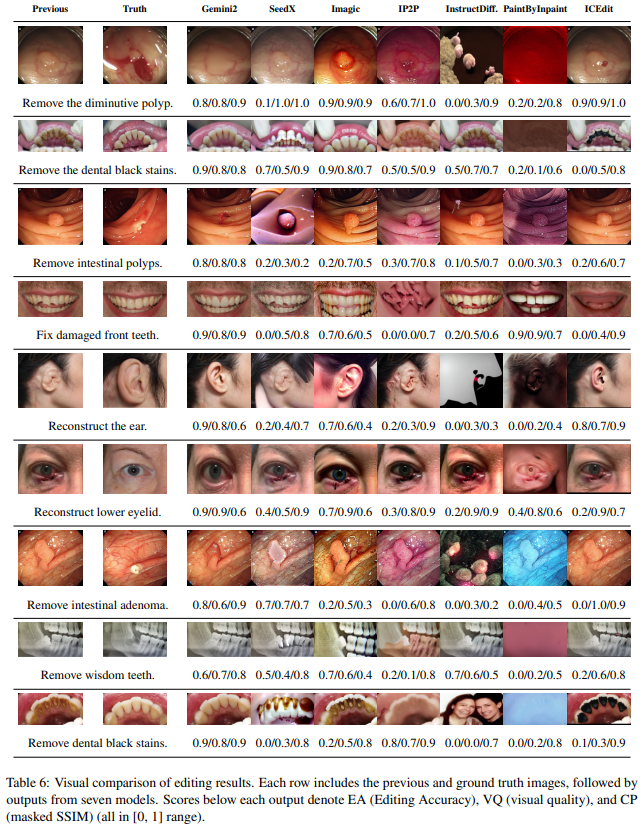 Previous Truth Gemini2 SeedX Imagic IP2P InstructDiff. PaintByInpaint ICEdit
Remove the diminutive polyp. 0.8/0.8/0.9 0.1/1.0/1.0 0.9/0.9/0.9 0.6/0.7/1.0 0.0/0.3/0.9 0.2/0.2/0.8 0.9/0.9/1.0
Remove the dental black stains. 0.9/0.8/0.8 0.7/0.5/0.9 0.9/0.8/0.7 0.5/0.5/0.9 0.5/0.7/0.7 0.2/0.1/0.6 0.0/0.5/0.8
Remove intestinal polyps. 0.8/0.8/0.8 0.2/0.3/0.2 0.2/0.7/0.5 0.3/0.7/0.8 0.1/0.5/0.7 0.0/0.3/0.3 0.2/0.6/0.7
Fix damaged front teeth. 0.9/0.8/0.9 0.0/0.5/0.8 0.7/0.6/0.5 0.0/0.0/0.7 0.2/0.5/0.6 0.9/0.9/0.7 0.0/0.4/0.9
Reconstruct the ear. 0.9/0.8/0.6 0.2/0.4/0.7 0.7/0.6/0.4 0.2/0.3/0.9 0.0/0.3/0.3 0.0/0.2/0.4 0.8/0.7/0.9
Reconstruct lower eyelid. 0.9/0.9/0.6 0.4/0.5/0.9 0.7/0.9/0.6 0.3/0.8/0.9 0.2/0.9/0.9 0.4/0.8/0.6 0.2/0.9/0.7
Remove intestinal adenoma. 0.8/0.6/0.9 0.7/0.7/0.7 0.2/0.5/0.3 0.0/0.6/0.8 0.0/0.3/0.2 0.0/0.4/0.5 0.0/1.0/0.9
Remove wisdom teeth. 0.6/0.7/0.8 0.5/0.4/0.8 0.7/0.6/0.4 0.2/0.1/0.8 0.7/0.6/0.5 0.0/0.2/0.5 0.2/0.6/0.8
Remove dental black stains. 0.9/0.8/0.9 0.0/0.3/0.8 0.2/0.5/0.8 0.8/0.7/0.9 0.0/0.0/0.7 0.0/0.2/0.8 0.1/0.3/0.9
Table 6: Visual comparison of editing results. Each row includes the previous and ground truth images, followed by
outputs from seven models. Scores below each output denote EA (Editing Accuracy), VQ (visual quality), and CP
(masked SSIM) (all in [0, 1] range).